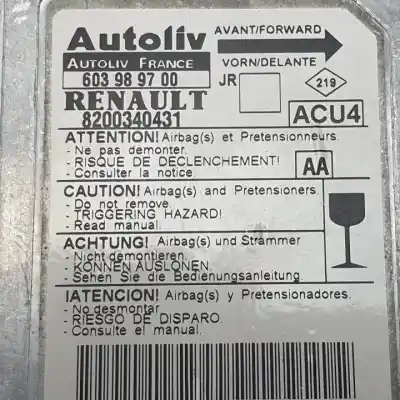 Autoliv
AVANT/FORWARD
AUTOLIV FRANCE
VORN/DELANTE
603 98 97 00
JR
219
RENAULT
8200340431
ACU4
ATTENTION! Airbag(s) et Pretensionneurs.
- Ne pas demonter.
- RISQUE DE DECLENCHEMENT!
- Consulter la notice.
AA
CAUTION! Airbag(s) and Pretensioners.
- Do not remove.
- TRIGGERING HAZARD!
- Read manual.
ACHTUNG! Airbag(s) und Strammer
- Nicht demontieren.
- KONNEN AUSLONEN.
- Sehen Sie die Bedienungsanleitung.
!ATENCION! Airbag(s) y Pretensionadores.
- No desmontar
- RIESGO DE DISPARO.
- Consulte el manual.